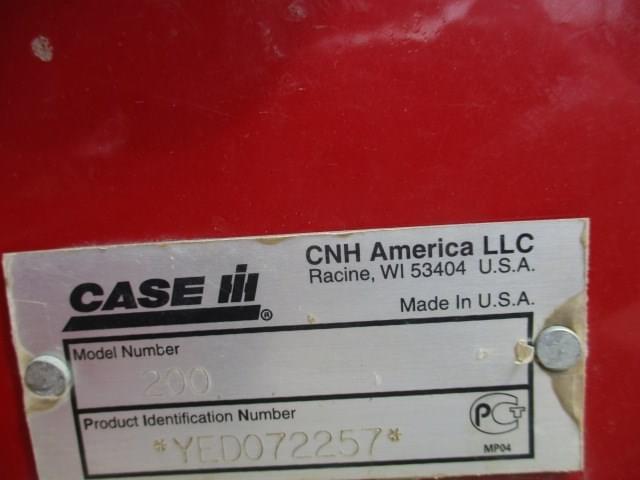 CNH America LLC
Racine, WI 53404 U.S.A.
CASE IH®
Made In U.S.A.
Model Number
200
Product Identification Number
*YED072257*
PCT
MP04